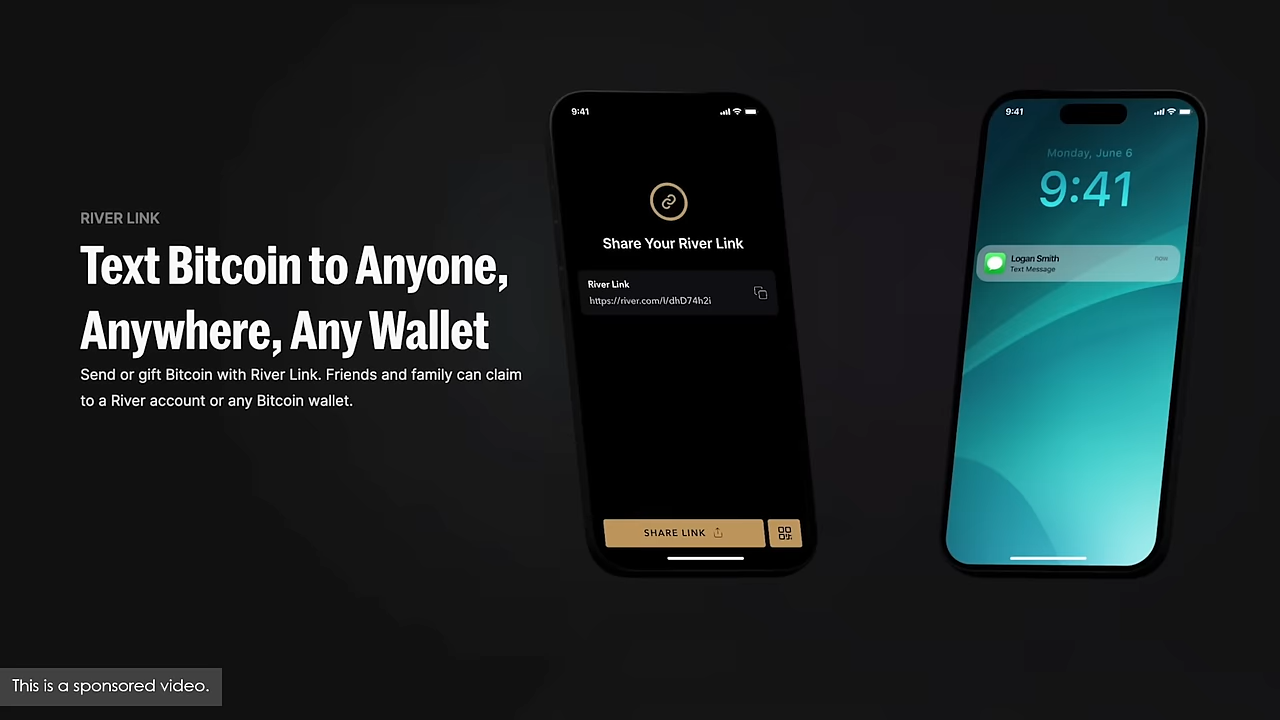 RIVER LINK
Text Bitcoin to Anyone,
Anywhere, Any Wallet
Send or gift Bitcoin with River Link. Friends and family can claim
to a River account or any Bitcoin wallet.
9:41
Share Your River Link
River Link
https://river.com/l/dhD74h2i
SHARE LINK
9:41
Monday, June 6
9:41
Logan Smith
now
Text Message
This is a sponsored video.